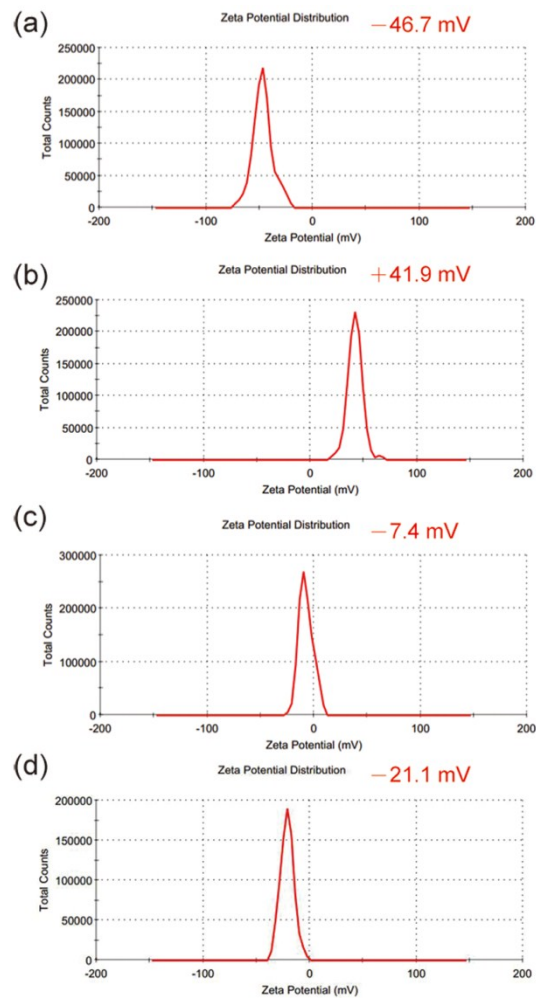 (a)
Zeta Potential Distribution
−46.7 mV
250000
200000
150000
100000
50000
0
Total Counts
-200 -100 0 100 200
Zeta Potential (mV)
(b)
Zeta Potential Distribution
+41.9 mV
250000
200000
150000
100000
50000
0
Total Counts
-200 -100 0 100 200
Zeta Potential (mV)
(c)
Zeta Potential Distribution
−7.4 mV
300000
200000
100000
0
Total Counts
-200 -100 0 100 200
Zeta Potential (mV)
(d)
Zeta Potential Distribution
−21.1 mV
200000
150000
100000
50000
0
Total Counts
-200 -100 0 100 200
Zeta Potential (mV)